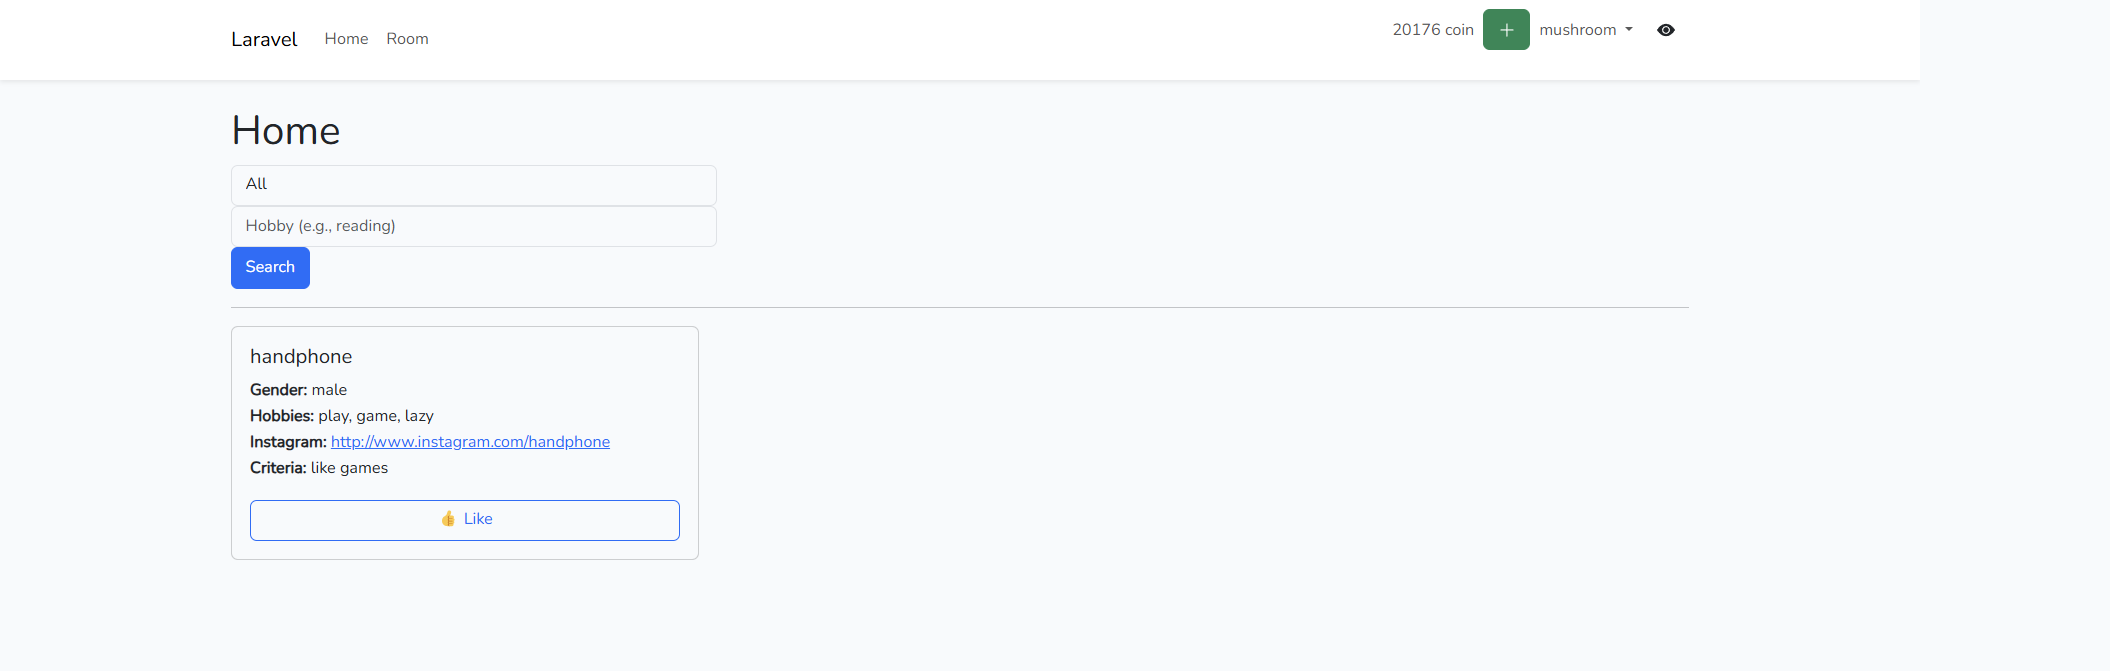 Laravel Home Room 20176 coin + mushroom
Home
All
Hobby (e.g., reading)
Search
handphone
Gender: male
Hobbies: play, game, lazy
Instagram: http://www.instagram.com/handphone
Criteria: like games
👍 Like